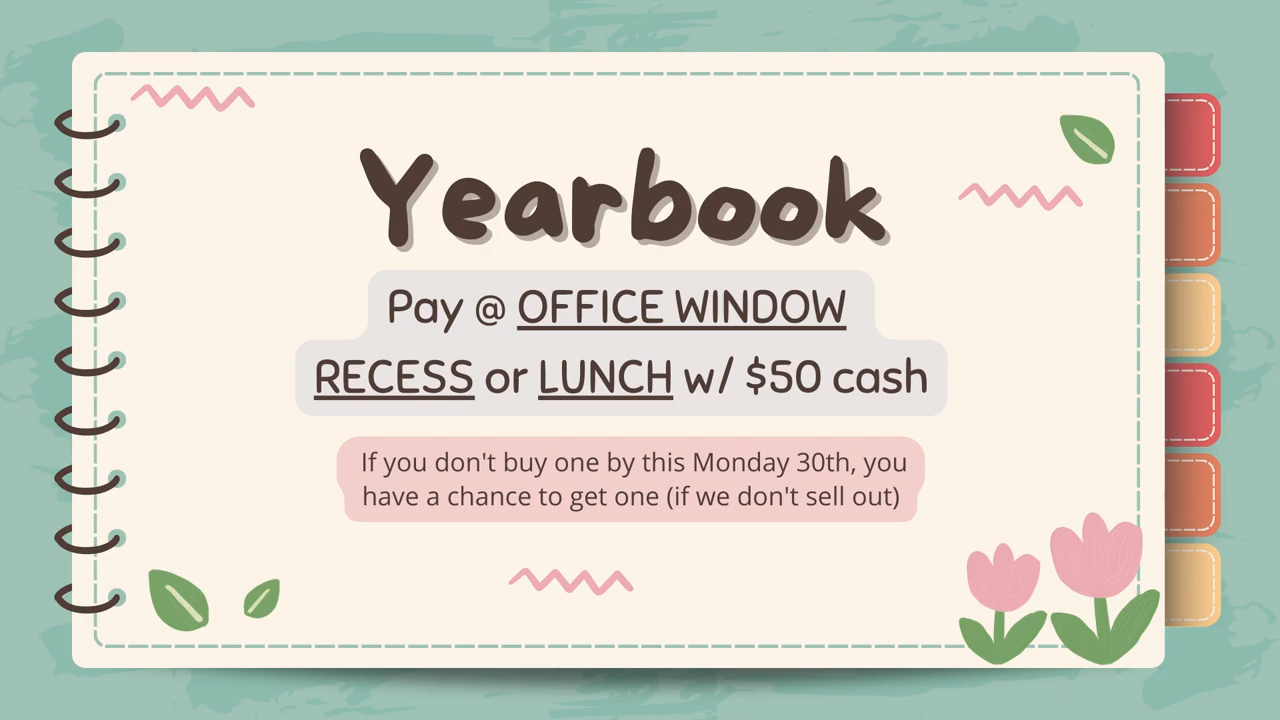 Yearbook
Pay @ OFFICE WINDOW
RECESS or LUNCH w/ $50 cash
If you don't buy one by this Monday 30th, you
have a chance to get one (if we don't sell out)